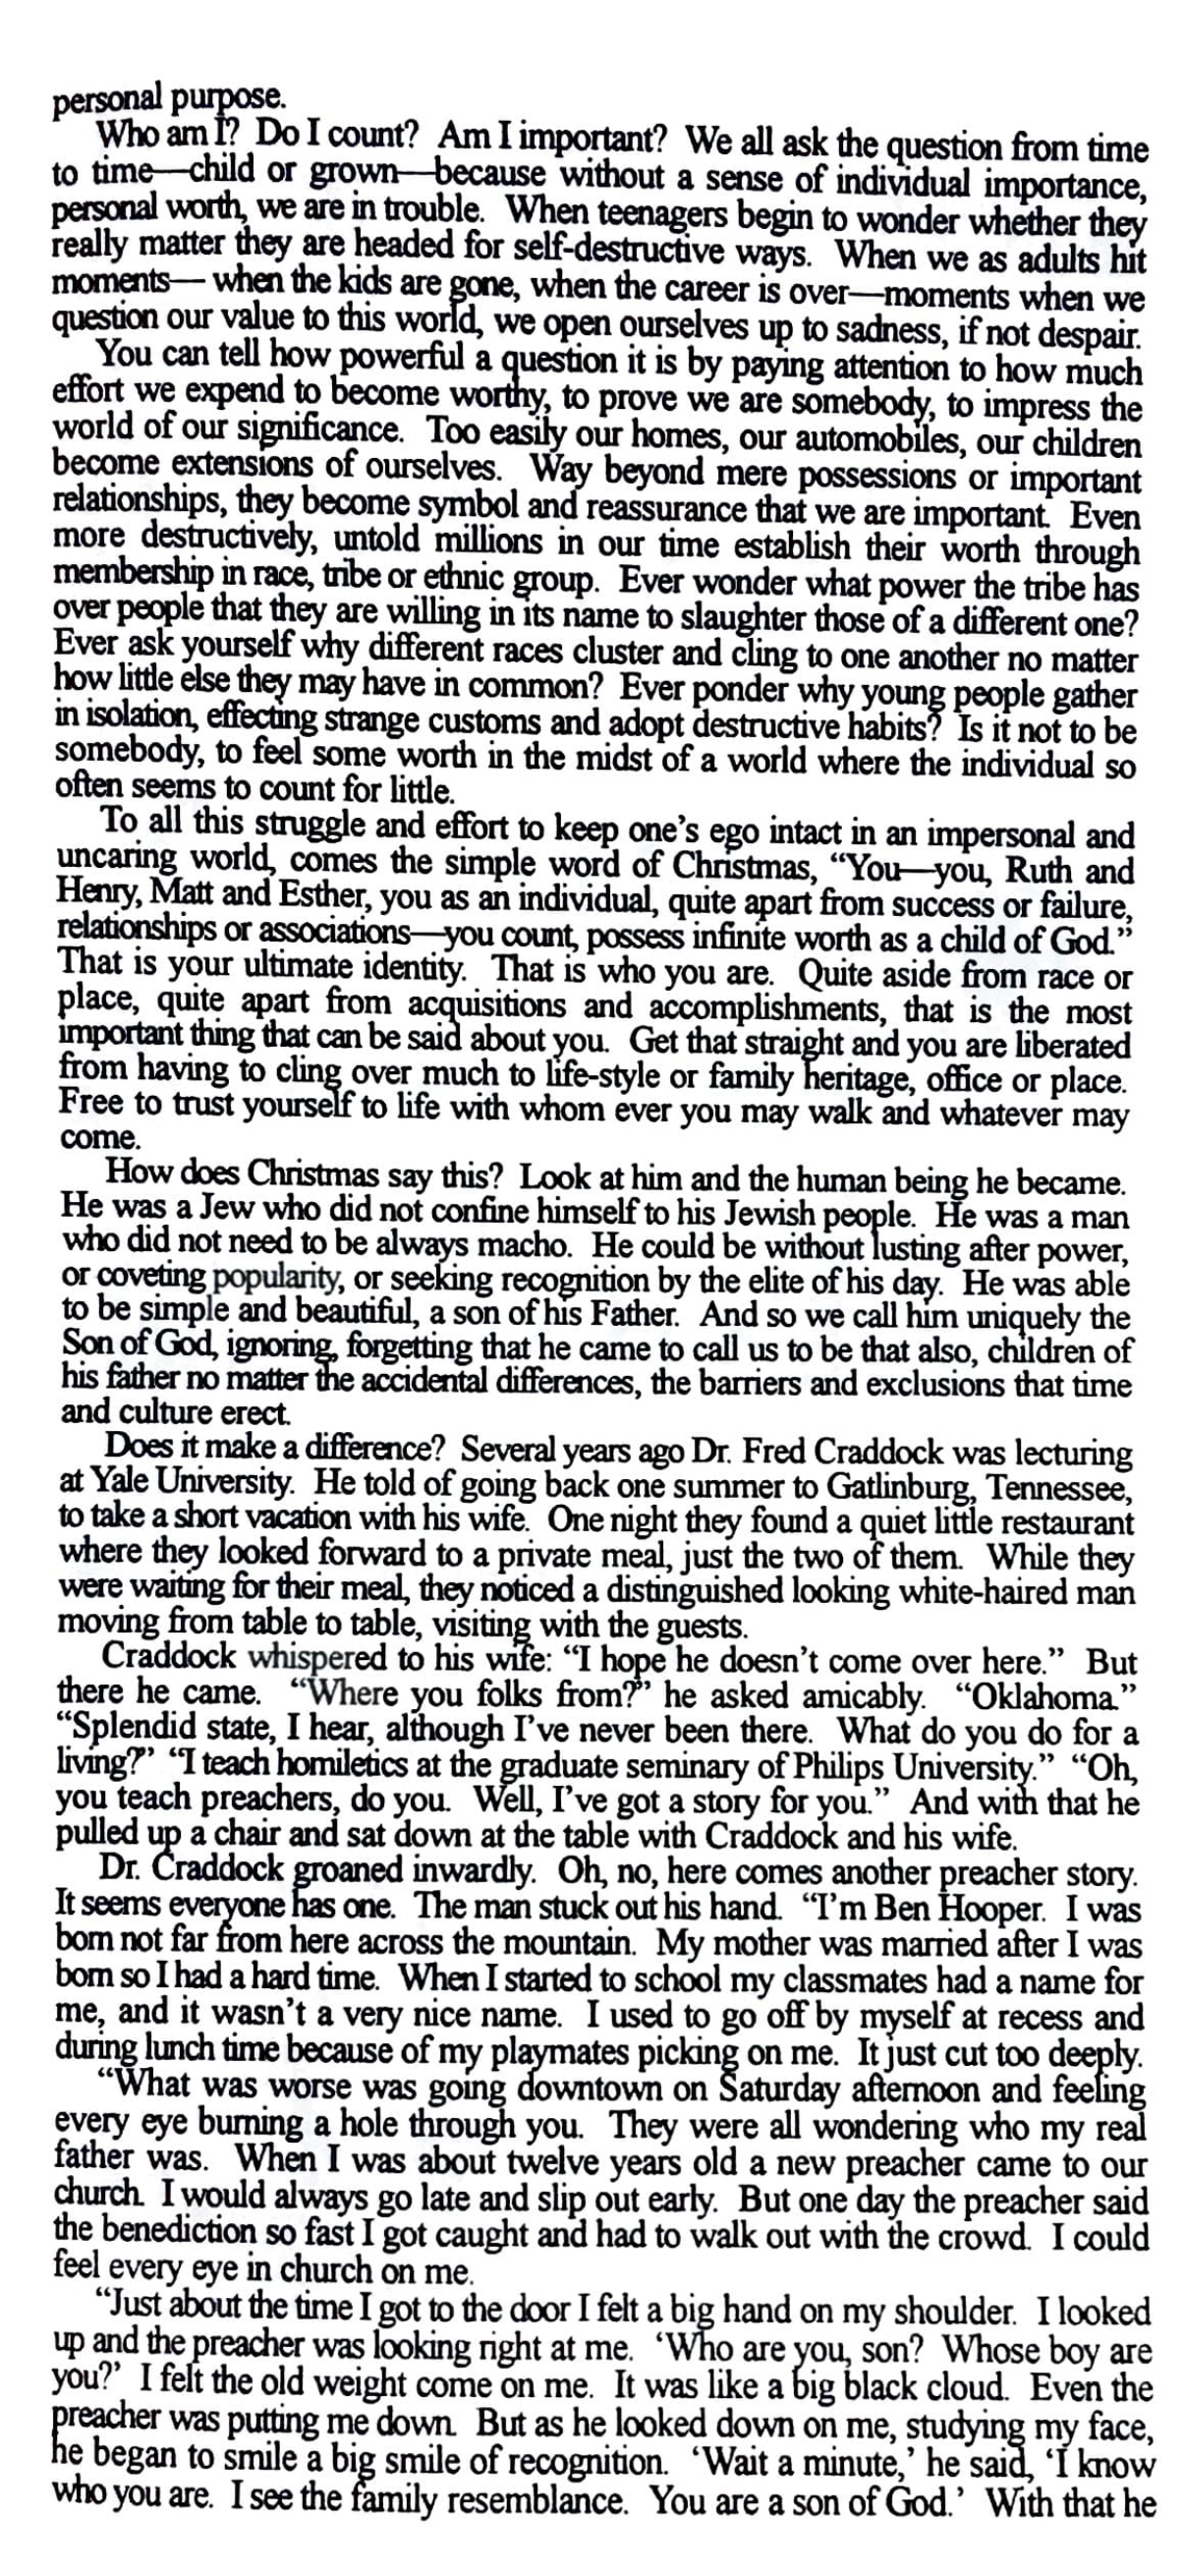 personal purpose.
Who am I? Do I count? Am I important? We all ask the question from time
to time—child or grown—because without a sense of individual importance,
personal worth, we are in trouble. When teenagers begin to wonder whether they
really matter they are headed for self-destructive ways. When we as adults hit
moments— when the kids are gone, when the career is over—moments when we
question our value to this world, we open ourselves up to sadness, if not despair.
You can tell how powerful a question it is by paying attention to how much
effort we expend to become worthy, to prove we are somebody, to impress the
world of our significance. Too easily our homes, our automobiles, our children
become extensions of ourselves. Way beyond mere possessions or important
relationships, they become symbol and reassurance that we are important. Even
more destructively, untold millions in our time establish their worth through
membership in race, tribe or ethnic group. Ever wonder what power the tribe has
over people that they are willing in its name to slaughter those of a different one?
Ever ask yourself why different races cluster and cling to one another no matter
how little else they may have in common? Ever ponder why young people gather
in isolation, effecting strange customs and adopt destructive habits? Is it not to be
somebody, to feel some worth in the midst of a world where the individual so
often seems to count for little.
To all this struggle and effort to keep one's ego intact in an impersonal and
uncaring world, comes the simple word of Christmas, “You—you, Ruth and
Henry, Matt and Esther, you as an individual, quite apart from success or failure,
relationships or associations—you count, possess infinite worth as a child of God.”
That is your ultimate identity. That is who you are. Quite aside from race or
place, quite apart from acquisitions and accomplishments, that is the most
important thing that can be said about you. Get that straight and you are liberated
from having to cling over much to life-style or family heritage, office or place.
Free to trust yourself to life with whom ever you may walk and whatever may
come.
How does Christmas say this? Look at him and the human being he became.
He was a Jew who did not confine himself to his Jewish people. He was a man
who did not need to be always macho. He could be without lusting after power,
or coveting popularity, or seeking recognition by the elite of his day. He was able
to be simple and beautiful, a son of his Father. And so we call him uniquely the
Son of God, ignoring, forgetting that he came to call us to be that also, children of
his father no matter the accidental differences, the barriers and exclusions that time
and culture erect.
Does it make a difference? Several years ago Dr. Fred Craddock was lecturing
at Yale University. He told of going back one summer to Gatlinburg, Tennessee,
to take a short vacation with his wife. One night they found a quiet little restaurant
where they looked forward to a private meal, just the two of them. While they
were waiting for their meal, they noticed a distinguished looking white-haired man
moving from table to table, visiting with the guests.
Craddock whispered to his wife: “I hope he doesn't come over here.” But
there he came. “Where you folks from?” he asked amicably. “Oklahoma.”
“Splendid state, I hear, although I've never been there. What do you do for a
living?” “I teach homiletics at the graduate seminary of Philips University.” “Oh,
you teach preachers, do you. Well, I've got a story for you.” And with that he
pulled up a chair and sat down at the table with Craddock and his wife.
Dr. Craddock groaned inwardly. Oh, no, here comes another preacher story.
It seems everyone has one. The man stuck out his hand. “I'm Ben Hooper. I was
born not far from here across the mountain. My mother was married after I was
born so I had a hard time. When I started to school my classmates had a name for
me, and it wasn't a very nice name. I used to go off by myself at recess and
during lunch time because of my playmates picking on me. It just cut too deeply.
“What was worse was going downtown on Saturday afternoon and feeling
every eye burning a hole through you. They were all wondering who my real
father was. When I was about twelve years old a new preacher came to our
church. I would always go late and slip out early. But one day the preacher said
the benediction so fast I got caught and had to walk out with the crowd. I could
feel every eye in church on me.
“Just about the time I got to the door I felt a big hand on my shoulder. I looked
up and the preacher was looking right at me. ‘Who are you, son? Whose boy are
you?’ I felt the old weight come on me. It was like a big black cloud. Even the
preacher was putting me down. But as he looked down on me, studying my face,
he began to smile a big smile of recognition. ‘Wait a minute,’ he said, ‘I know
who you are. I see the family resemblance. You are a son of God.’ With that he